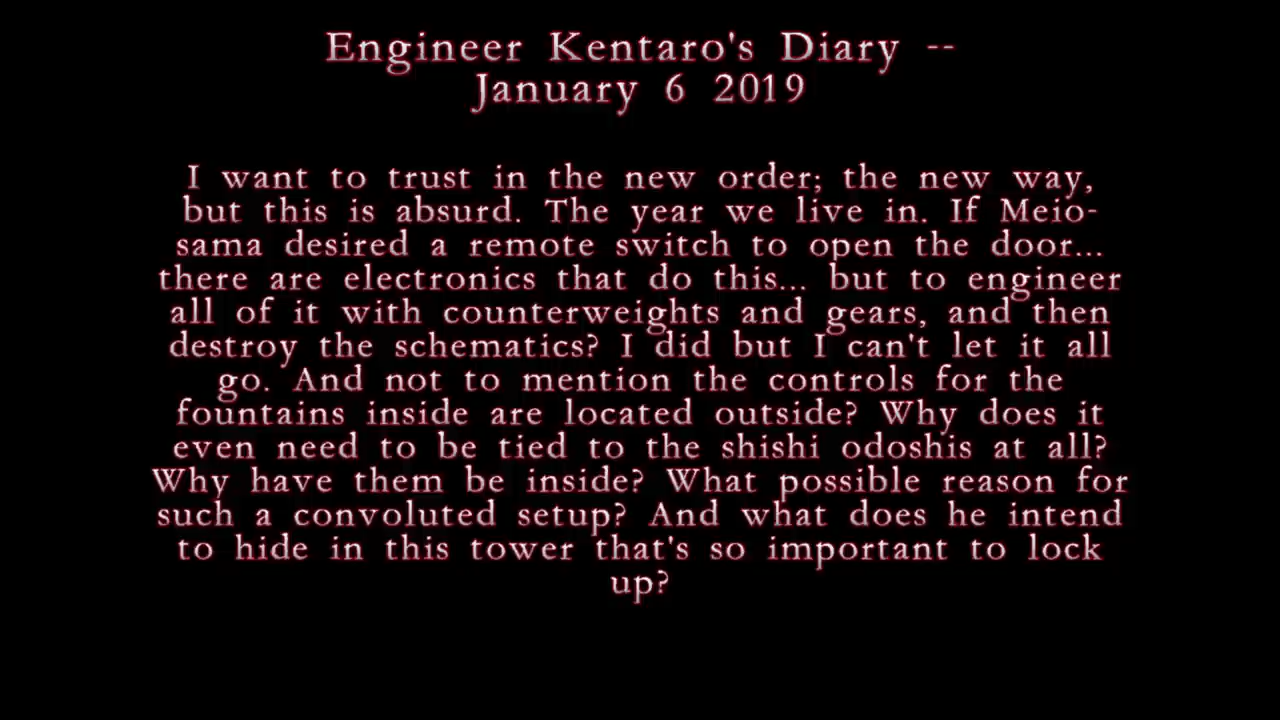 Engineer Kentaro's Diary --
January 6 2019
I want to trust in the new order; the new way,
but this is absurd. The year we live in. If Meio-
sama desired a remote switch to open the door...
there are electronics that do this... but to engineer
all of it with counterweights and gears, and then
destroy the schematics? I did but I can't let it all
go. And not to mention the controls for the
fountains inside are located outside? Why does it
even need to be tied to the shishi odoshis at all?
Why have them be inside? What possible reason for
such a convoluted setup? And what does he intend
to hide in this tower that's so important to lock
up?